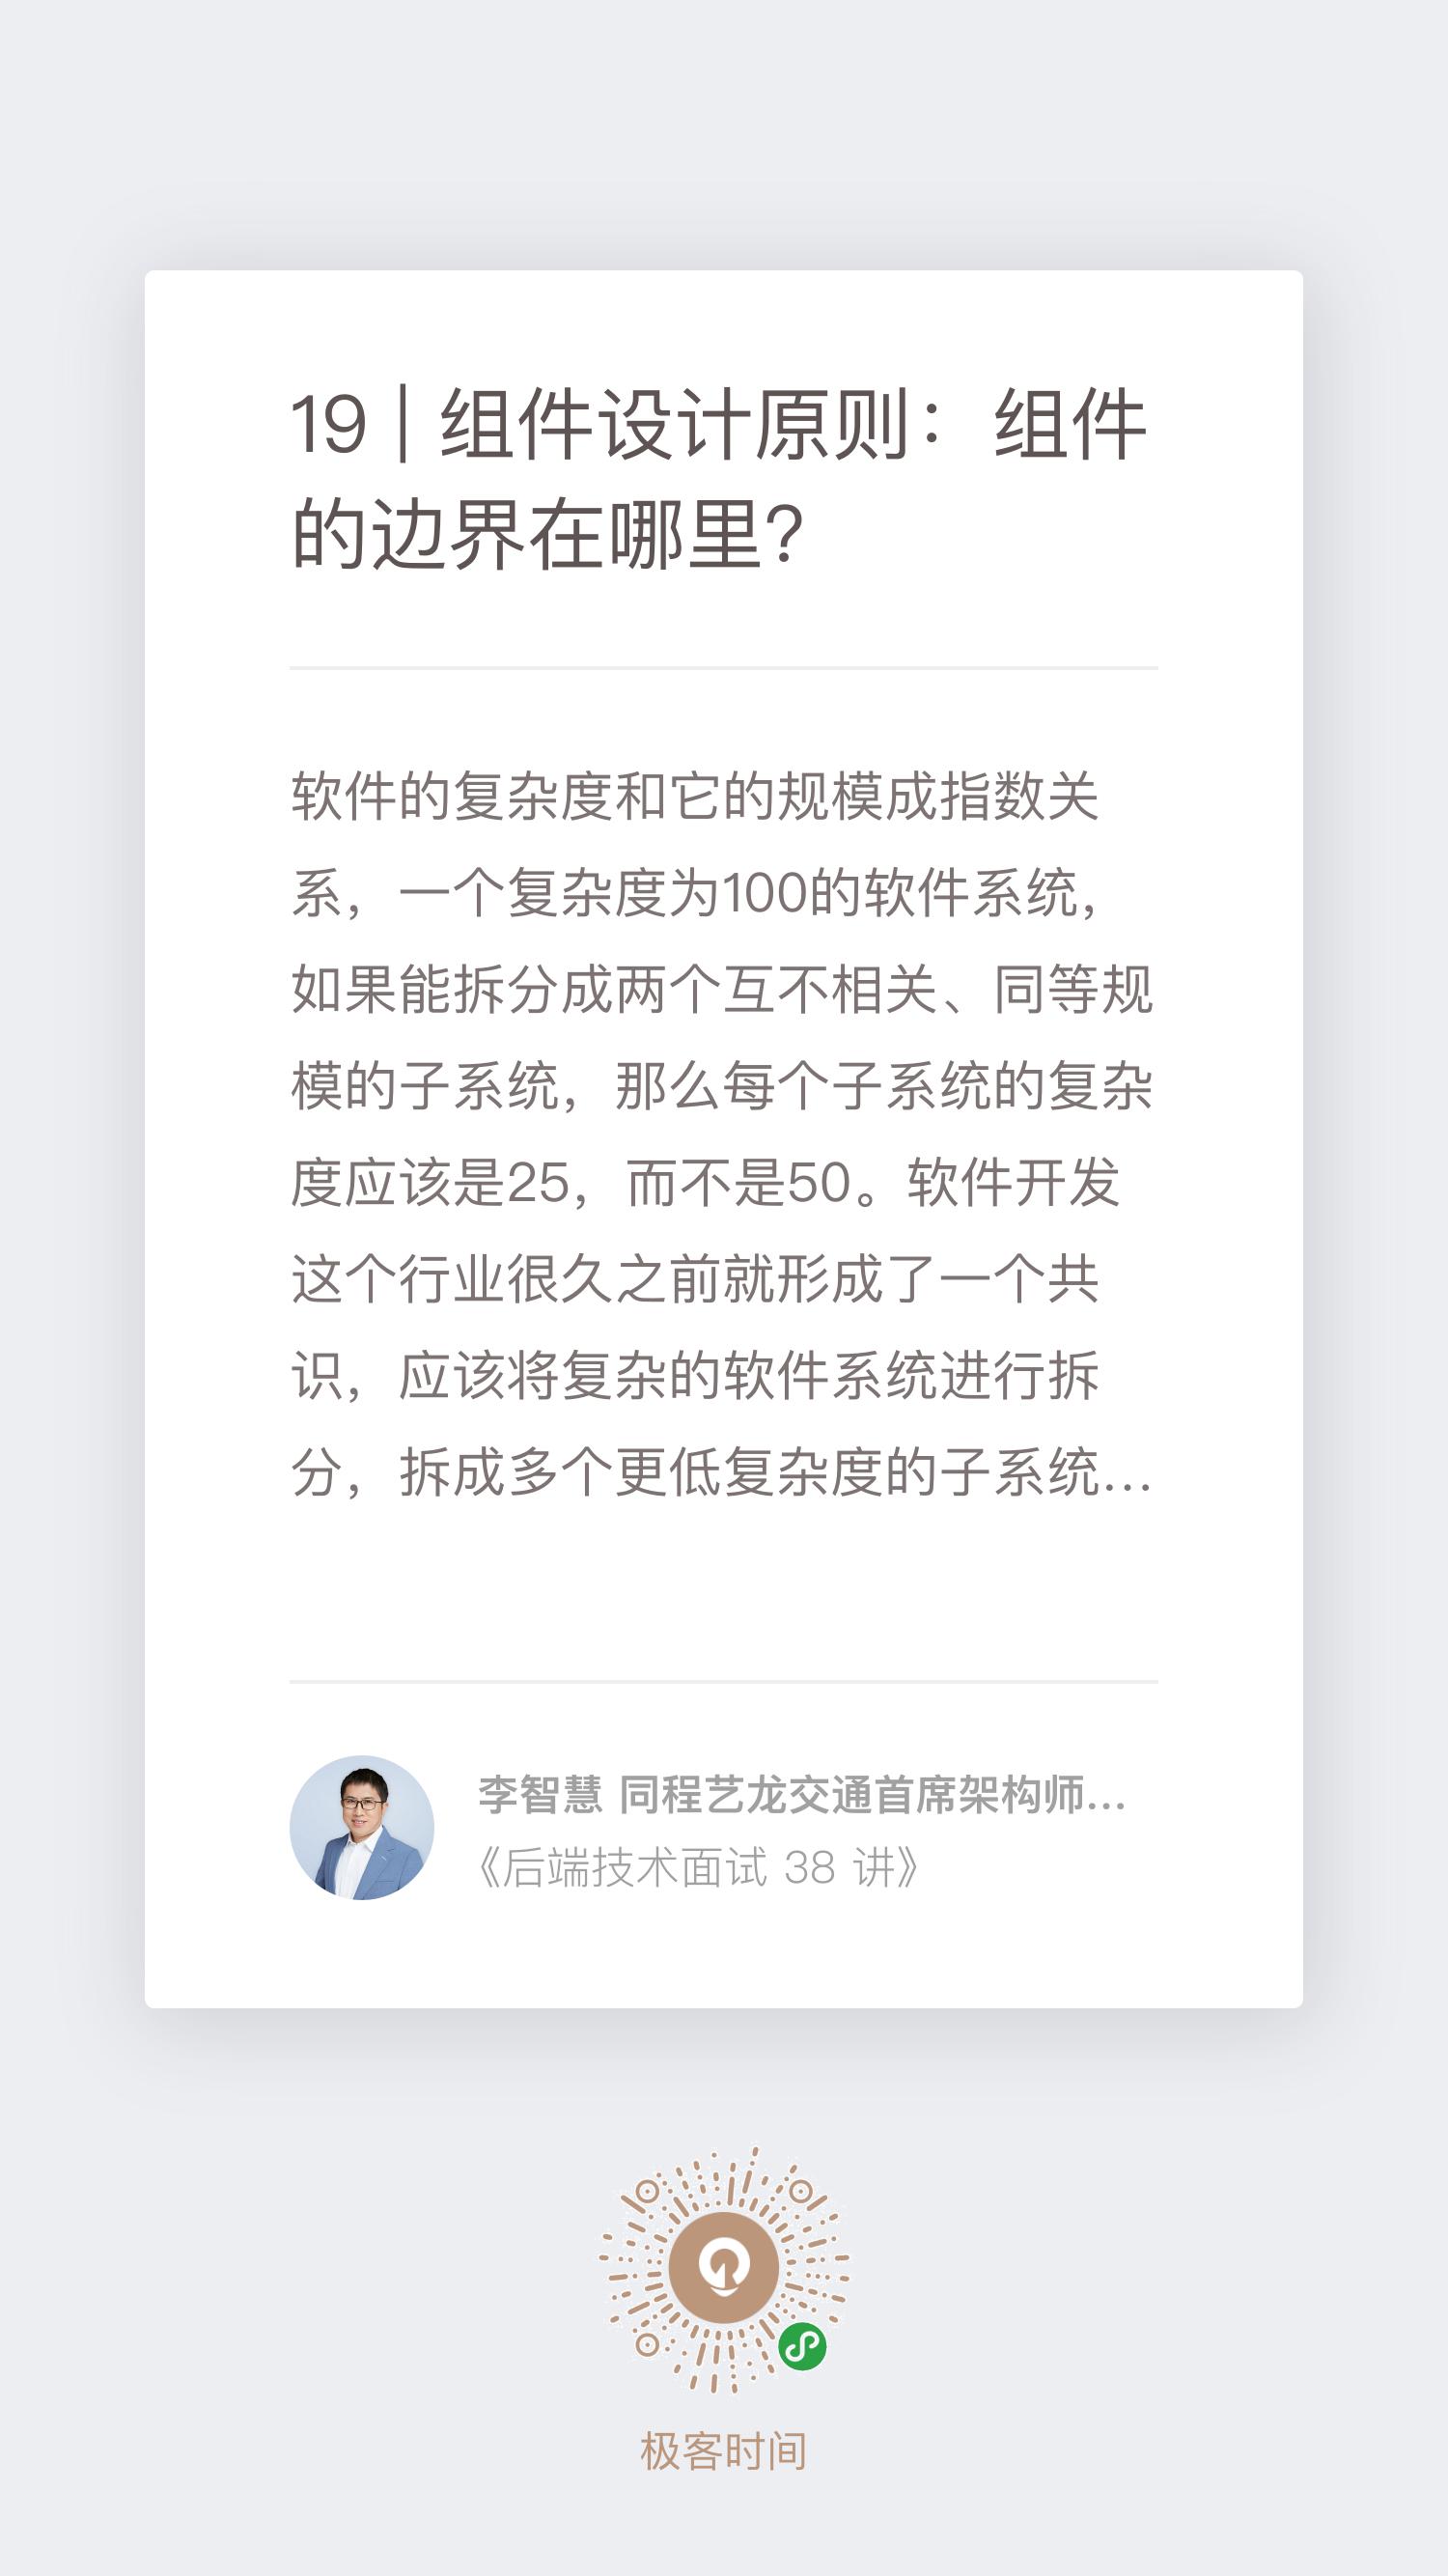 19 | 组件设计原则：组件
的边界在哪里？
软件的复杂度和它的规模成指数关
系，一个复杂度为100的软件系统，
如果能拆分成两个互不相关、同等规
模的子系统，那么每个子系统的复杂
度应该是25，而不是50。软件开发
这个行业很久之前就形成了一个共
识，应该将复杂的软件系统进行拆
分，拆成多个更低复杂度的子系统...
李智慧 同程艺龙交通首席架构师...
《后端技术面试 38 讲》
极客时间